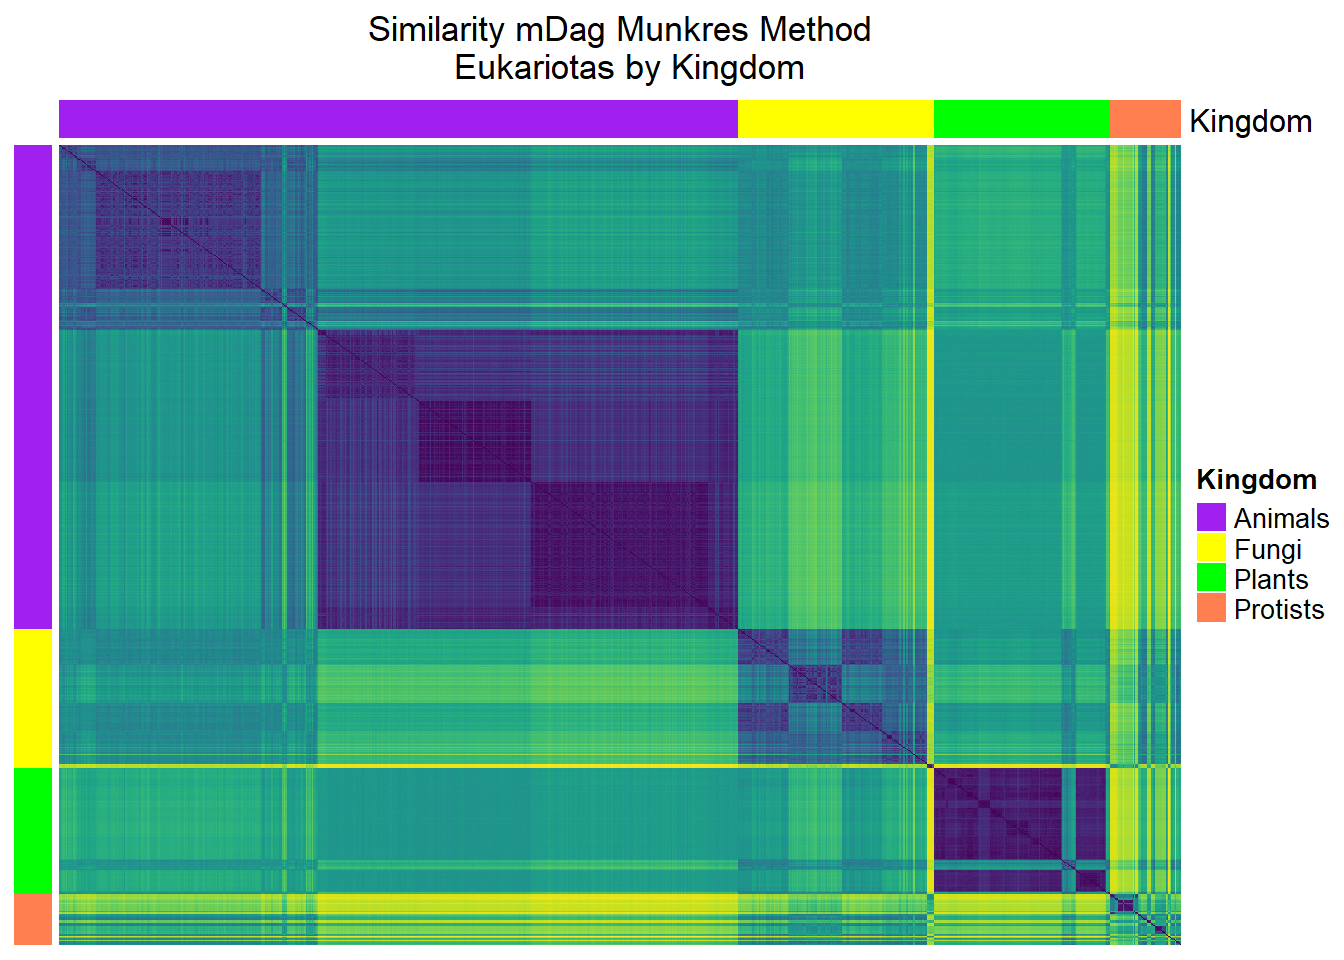 Similarity mDag Munkres Method
Eukariotas by Kingdom
Kingdom
Kingdom
Animals
Fungi
Plants
Protists